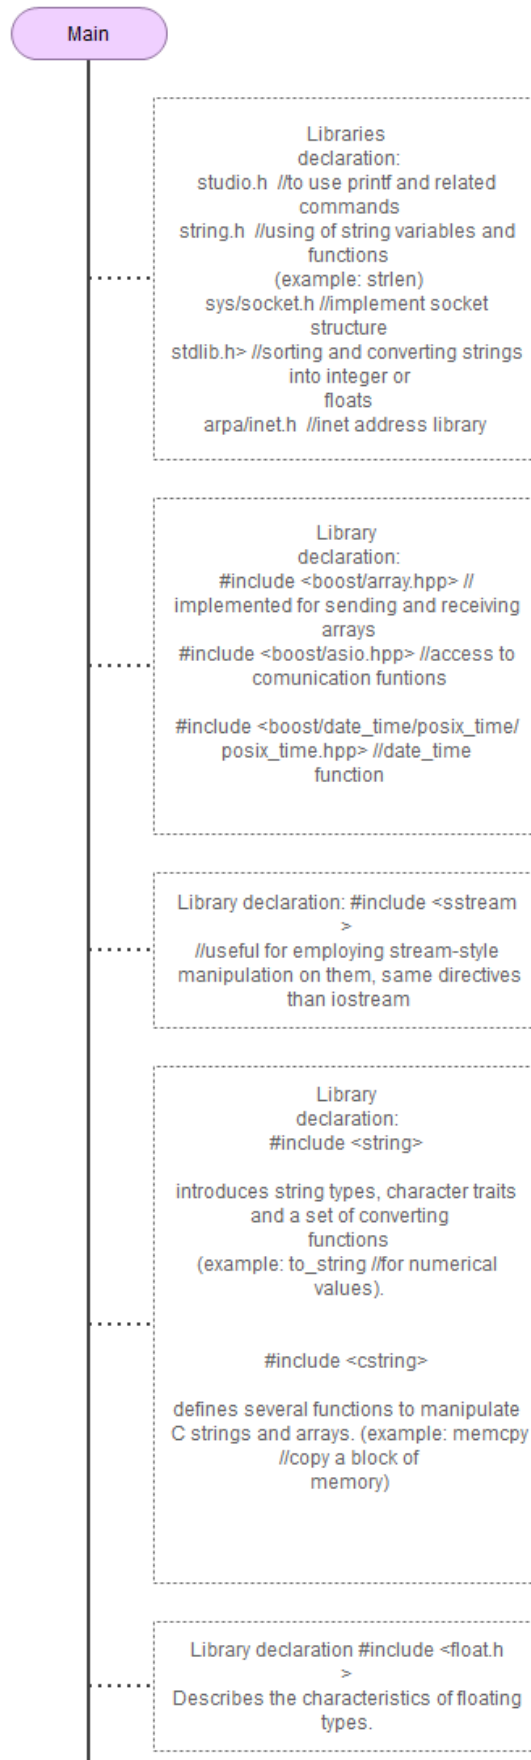 Main
Libraries
declaration:
studio.h //to use printf and related
commands
string.h //using of string variables and
functions
(example: strlen)
sys/socket.h //implement socket
structure
stdlib.h> //sorting and converting strings
into integer or
floats
arpa/inet.h //inet address library
Library
declaration:
#include <boost/array.hpp> //
implemented for sending and receiving
arrays
#include <boost/asio.hpp> //access to
comunication funtions
#include <boost/date_time/posix_time/
posix_time.hpp> //date_time
function
Library declaration: #include <sstream
>
//useful for employing stream-style
manipulation on them, same directives
than iostream
Library
declaration:
#include <string>
introduces string types, character traits
and a set of converting
functions
(example: to_string //for numerical
values).
#include <cstring>
defines several functions to manipulate
C strings and arrays. (example: memcpy
//copy a block of
memory)
Library declaration #include <float.h
>
Describes the characteristics of floating
types.